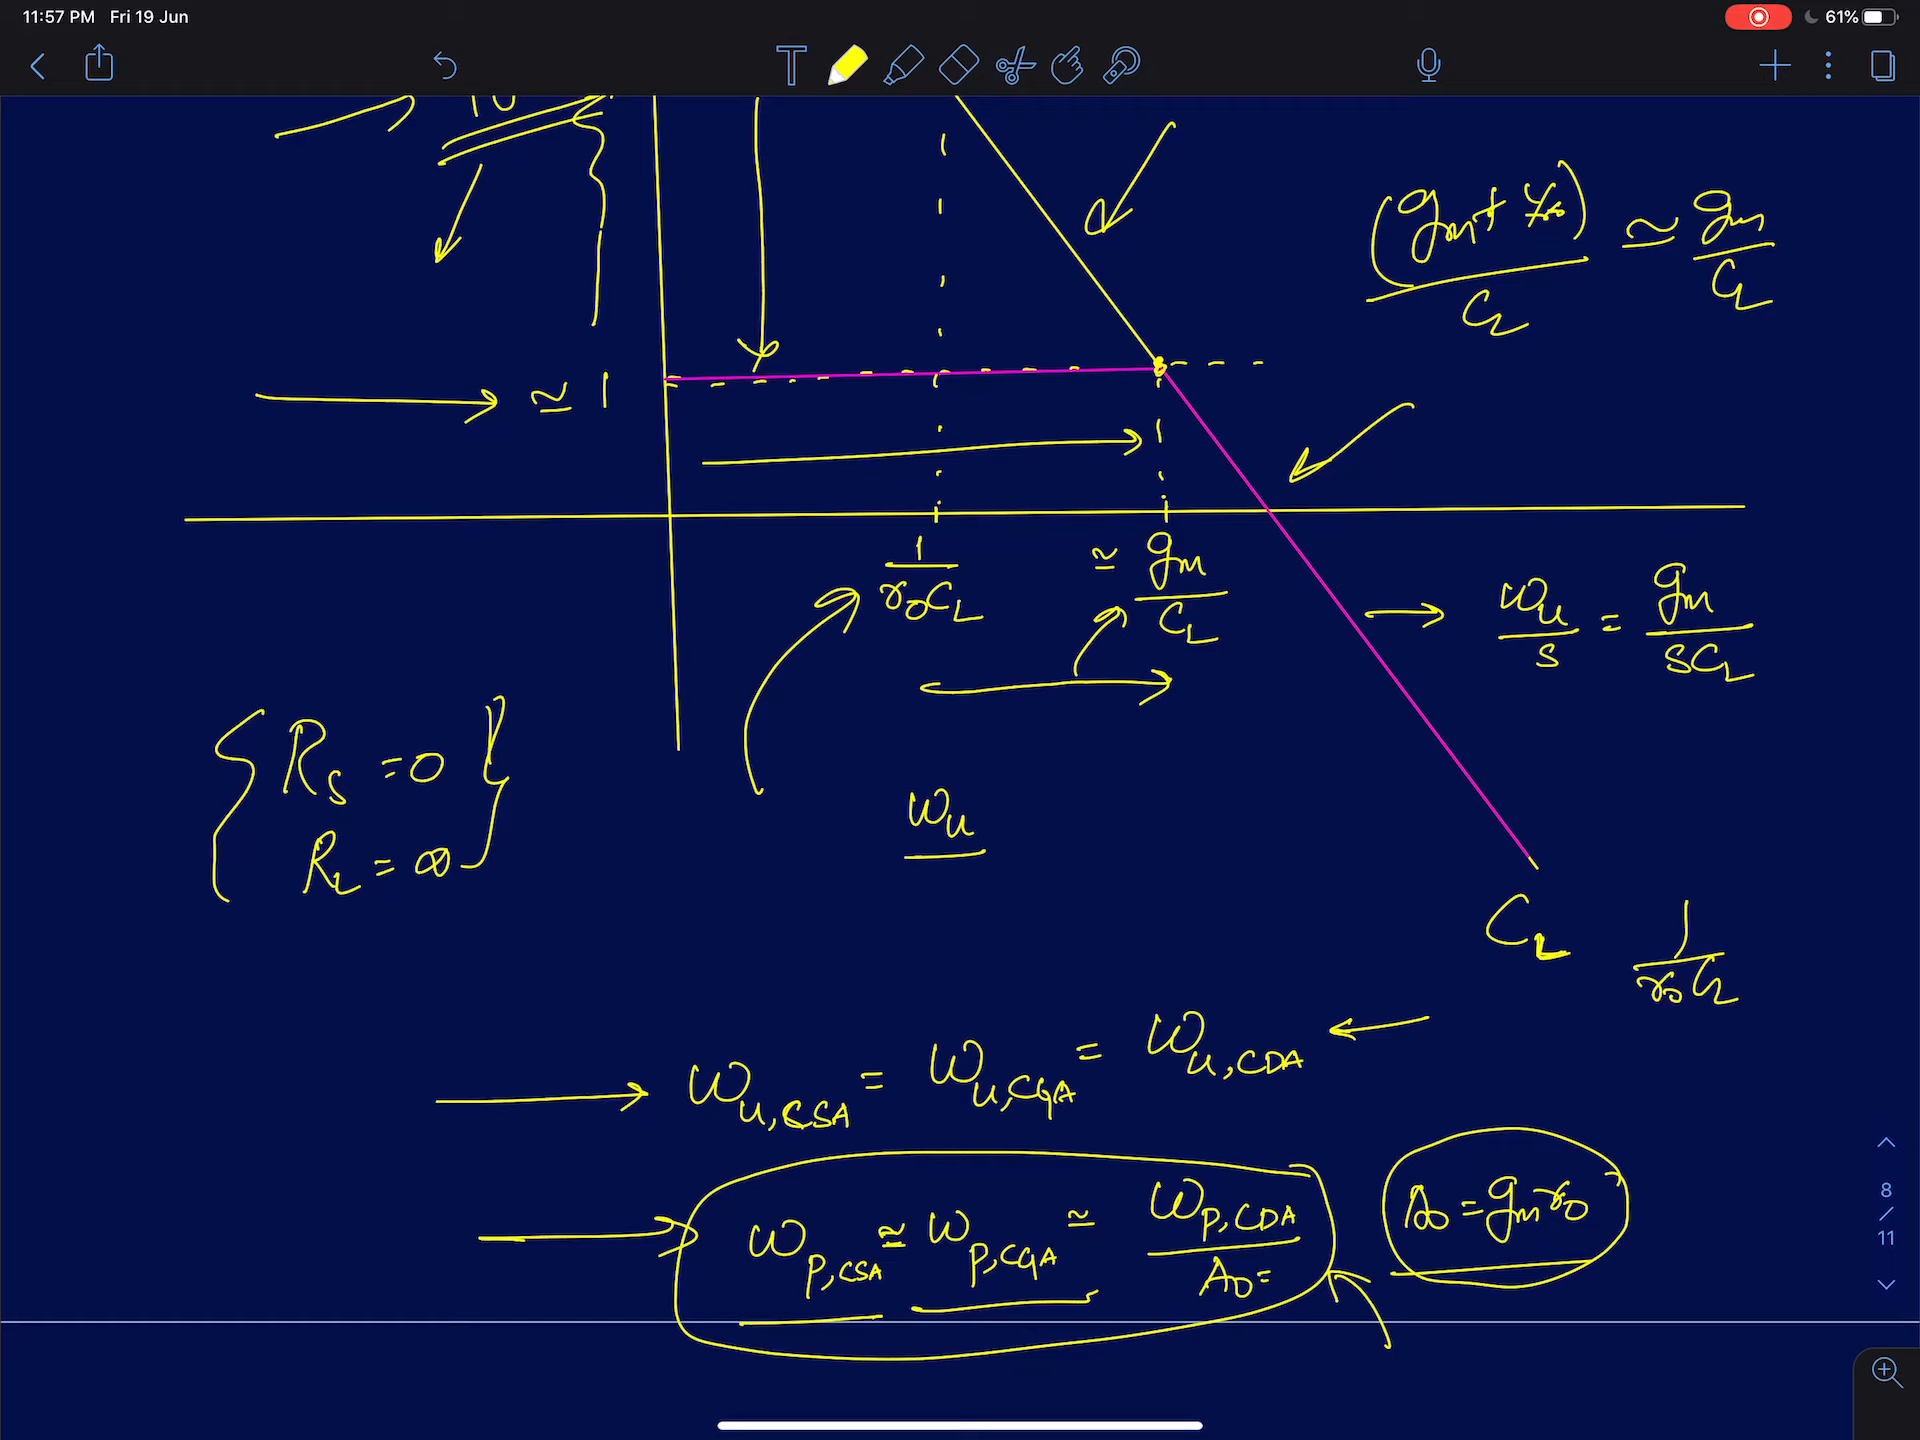 11:57 PM Fri 19 Jun
61%
T
10
(gm + 1/ro) / CL ≃ gm / CL
≃ 1
1 / roCL
≃ gm / CL
ωu / s = gm / sCL
{ Rs = 0 }
RL = ∞
ωu
CL 1 / roCL
ωu,CSA = ωu,CGA = ωu,CDA
ωp,CSA ≅ ωp,CGA ≃ ωp,CDA / A0=
A0 = gmro
8
/
11